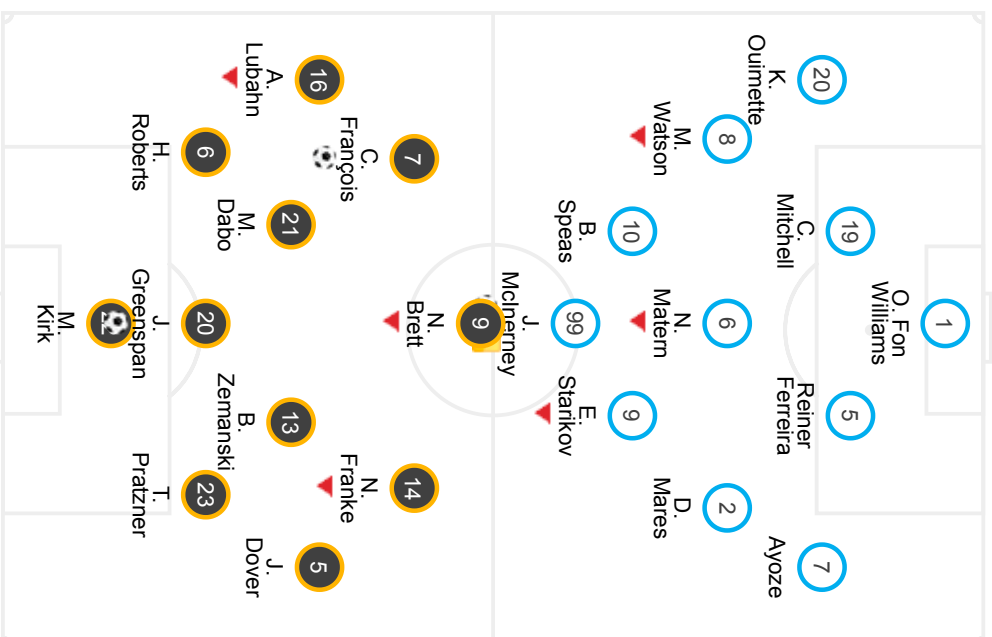 1
O. Fon
Williams
20
K.
Ouimette
19
C.
Mitchell
5
Reiner
Ferreira
7
Ayoze
8
M.
Watson
6
N.
Matern
2
D.
Mares
10
B.
Speas
9
E.
Starikov
99
J.
McInerney
9
N.
Brett
7
C.
François
14
N.
Franke
16
A.
Lubahn
21
M.
Dabo
13
B.
Zemanski
5
J.
Dover
6
H.
Roberts
20
J.
Greenspan
23
T.
Pratzner
M.
Kirk